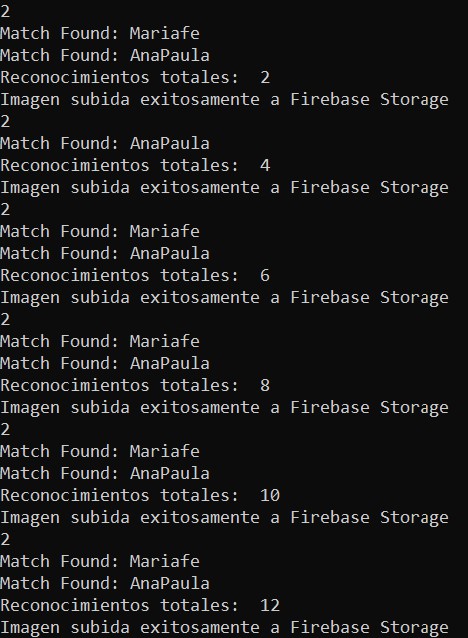 2
Match Found: Mariafe
Match Found: AnaPaula
Reconocimientos totales:  2
Imagen subida exitosamente a Firebase Storage
2
Match Found: AnaPaula
Reconocimientos totales:  4
Imagen subida exitosamente a Firebase Storage
2
Match Found: Mariafe
Match Found: AnaPaula
Reconocimientos totales:  6
Imagen subida exitosamente a Firebase Storage
2
Match Found: Mariafe
Match Found: AnaPaula
Reconocimientos totales:  8
Imagen subida exitosamente a Firebase Storage
2
Match Found: Mariafe
Match Found: AnaPaula
Reconocimientos totales:  10
Imagen subida exitosamente a Firebase Storage
2
Match Found: Mariafe
Match Found: AnaPaula
Reconocimientos totales:  12
Imagen subida exitosamente a Firebase Storage